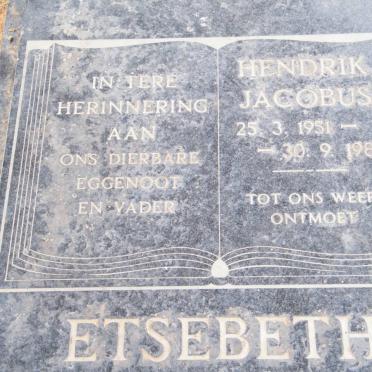 IN TERE
HERINNERING
AAN
ONS DIERBARE
EGGENOOT
EN VADER
HENDRIK
JACOBUS
25. 3. 1951 –
– 30. 9. 198
TOT ONS WEER
ONTMOET
ETSEBETH